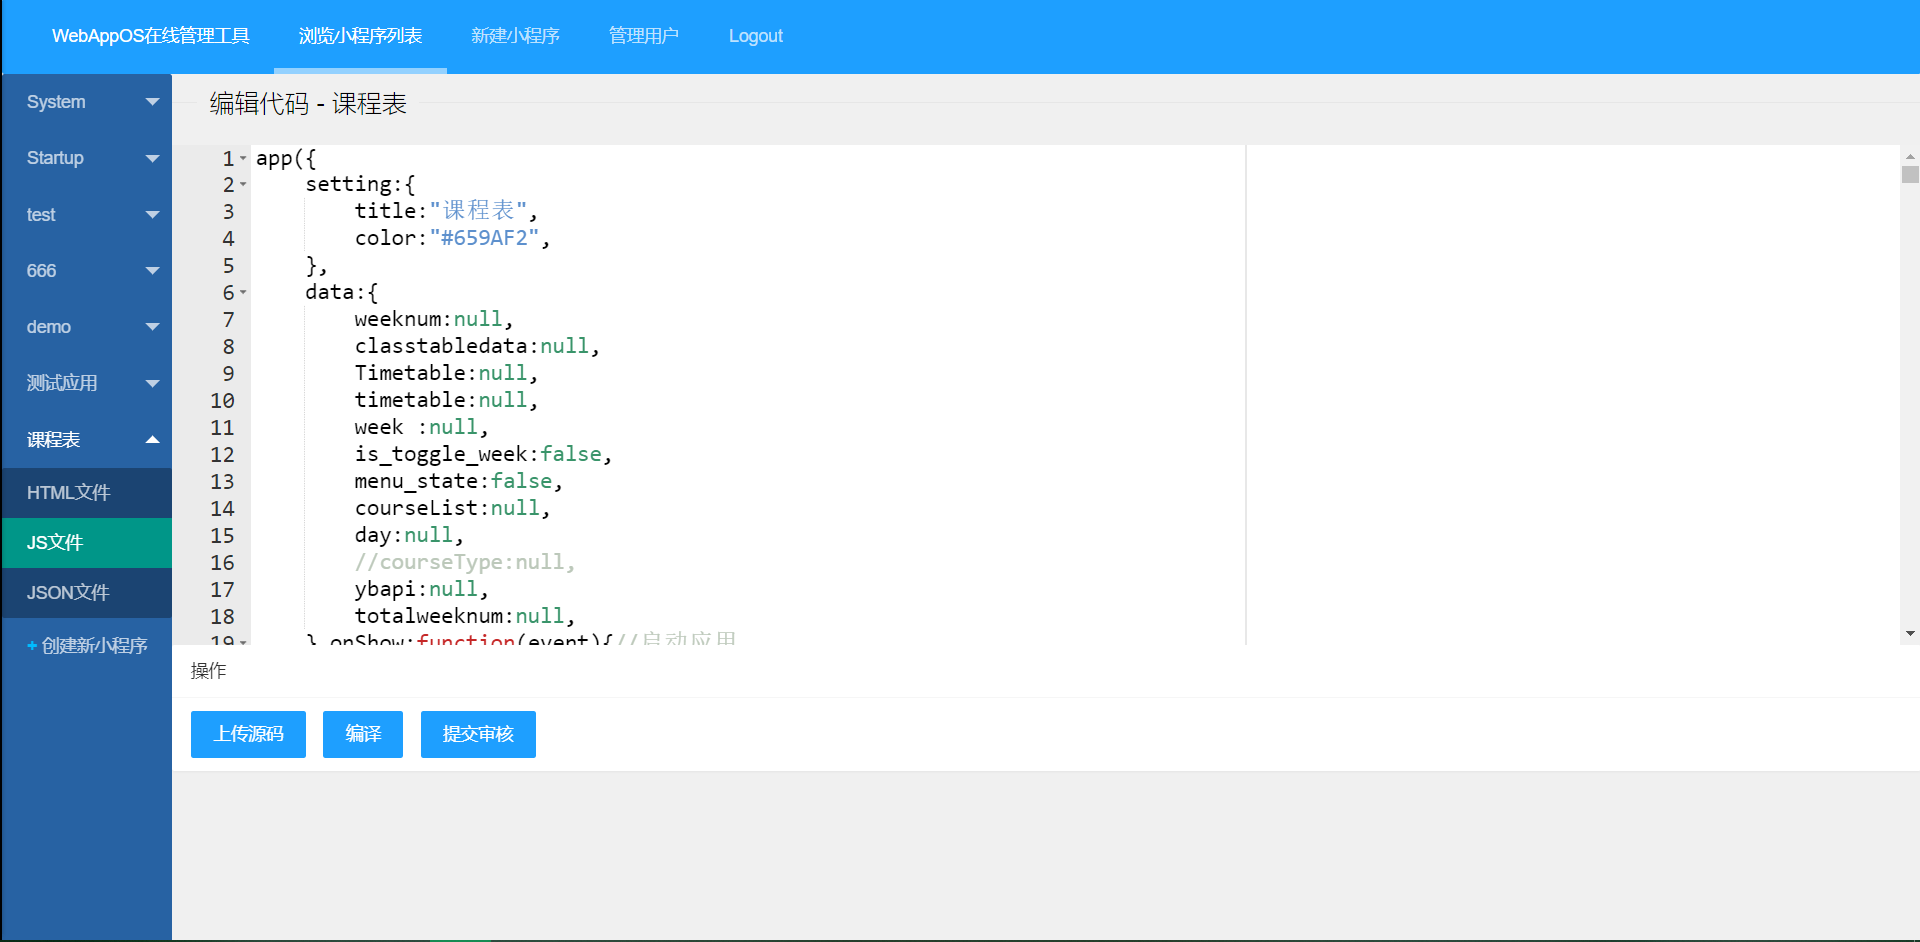 WebAppOS在线管理工具 浏览小程序列表 新建小程序 管理用户 Logout
System
Startup
test
666
demo
测试应用
课程表
HTML文件
JS文件
JSON文件
+ 创建新小程序
编辑代码 - 课程表
1 app({
2 setting:{
3 title:"课程表",
4 color:"#659AF2",
5 },
6 data:{
7 weeknum:null,
8 classtabledata:null,
9 Timetable:null,
10 timetable:null,
11 week :null,
12 is_toggle_week:false,
13 menu_state:false,
14 courseList:null,
15 day:null,
16 //courseType:null,
17 ybapi:null,
18 totalweeknum:null,
19 },onShow:function(event){//启动应用
操作
上传源码 编译 提交审核